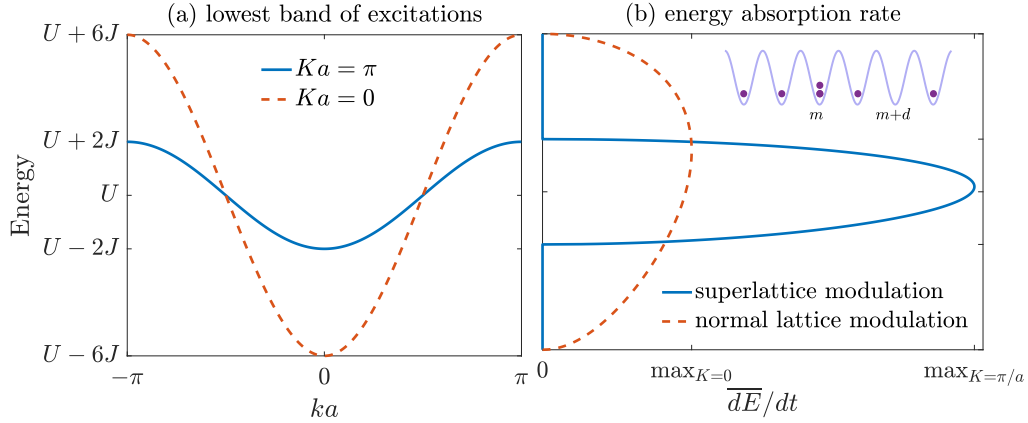 (a) lowest band of excitations
U + 6J
U + 2J
U
U − 2J
U − 6J
Energy
Ka = π
Ka = 0
−π
0
π
ka
(b) energy absorption rate
m
m+d
superlattice modulation
normal lattice modulation
0
max_{K=0}
max_{K=π/a}
\overline{dE}/dt